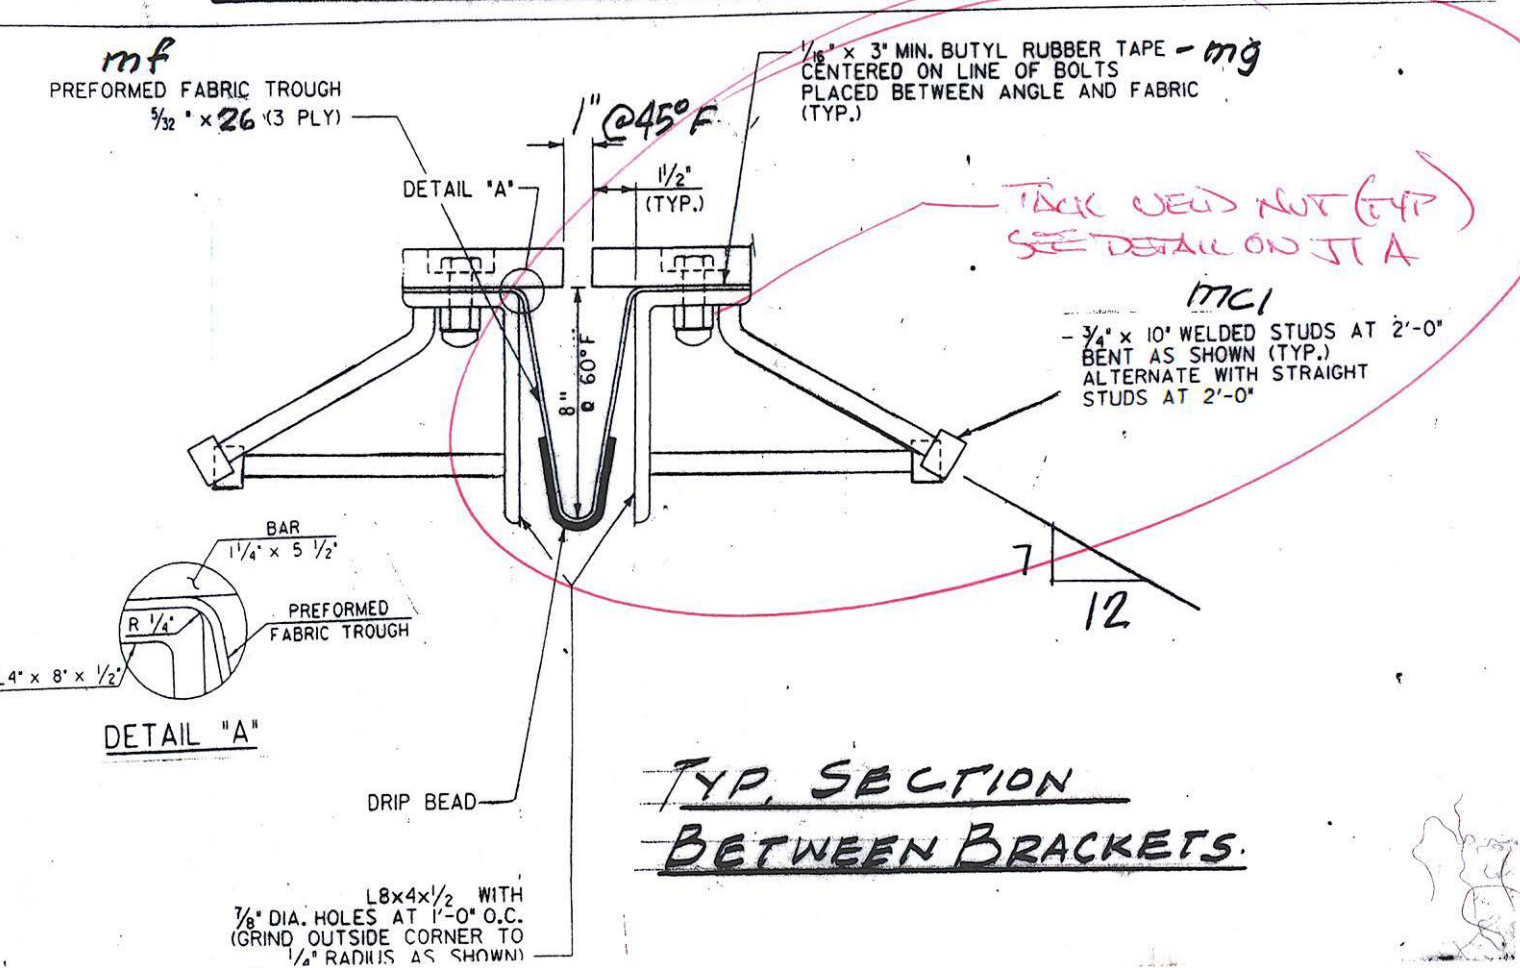 mf
PREFORMED FABRIC TROUGH
5/32" x 26 (3 PLY)
1/16" x 3" MIN. BUTYL RUBBER TAPE - mg
CENTERED ON LINE OF BOLTS
PLACED BETWEEN ANGLE AND FABRIC
(TYP.)
1" @45°F
DETAIL "A"
1 1/2"
(TYP.)
TACK WELD NUT (TYP)
SEE DETAIL ON JT A
mc1
3/4" x 10" WELDED STUDS AT 2'-0"
BENT AS SHOWN (TYP.)
ALTERNATE WITH STRAIGHT
STUDS AT 2'-0"
8"
@ 60°F
7
12
BAR
1 1/4" x 5 1/2"
R 1/4"
PREFORMED
FABRIC TROUGH
L4" x 8" x 1/2"
DETAIL "A"
DRIP BEAD
TYP. SECTION
BETWEEN BRACKETS.
L8x4x1/2 WITH
7/8" DIA. HOLES AT 1'-0" O.C.
(GRIND OUTSIDE CORNER TO
1/4" RADIUS AS SHOWN)